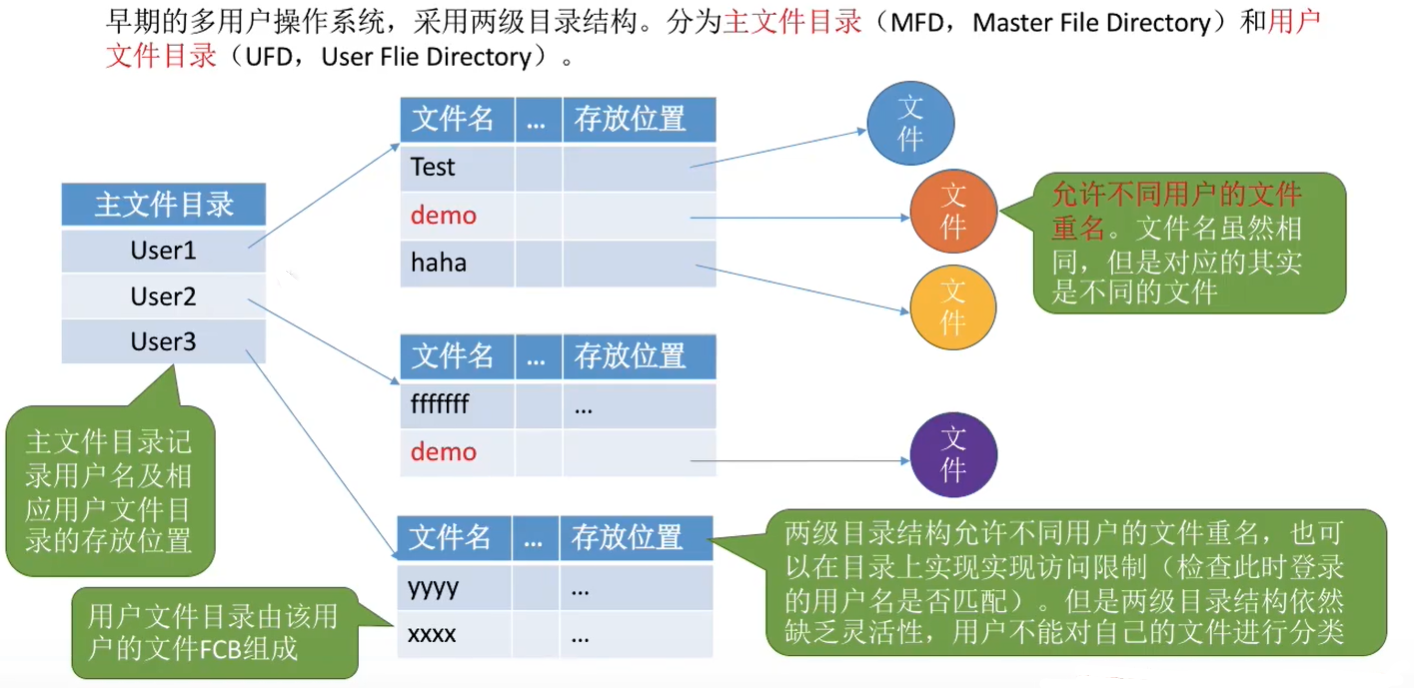 早期的多用户操作系统，采用两级目录结构。分为主文件目录（MFD，Master File Directory）和用户
文件目录（UFD，User Flie Directory）。
主文件目录
User1
User2
User3
主文件目录记
录用户名及相
应用户文件目
录的存放位置
用户文件目录由该用
户的文件FCB组成
文件名 ... 存放位置
Test
demo
haha
文件名 ... 存放位置
fffffff ...
demo
文件名 ... 存放位置
yyyy ...
xxxx ...
文
件
文
件
文
件
文
件
允许不同用户的文件
重名。文件名虽然相
同，但是对应的其实
是不同的文件
两级目录结构允许不同用户的文件重名，也可
以在目录上实现实现访问限制（检查此时登录
的用户名是否匹配）。但是两级目录结构依然
缺乏灵活性，用户不能对自己的文件进行分类